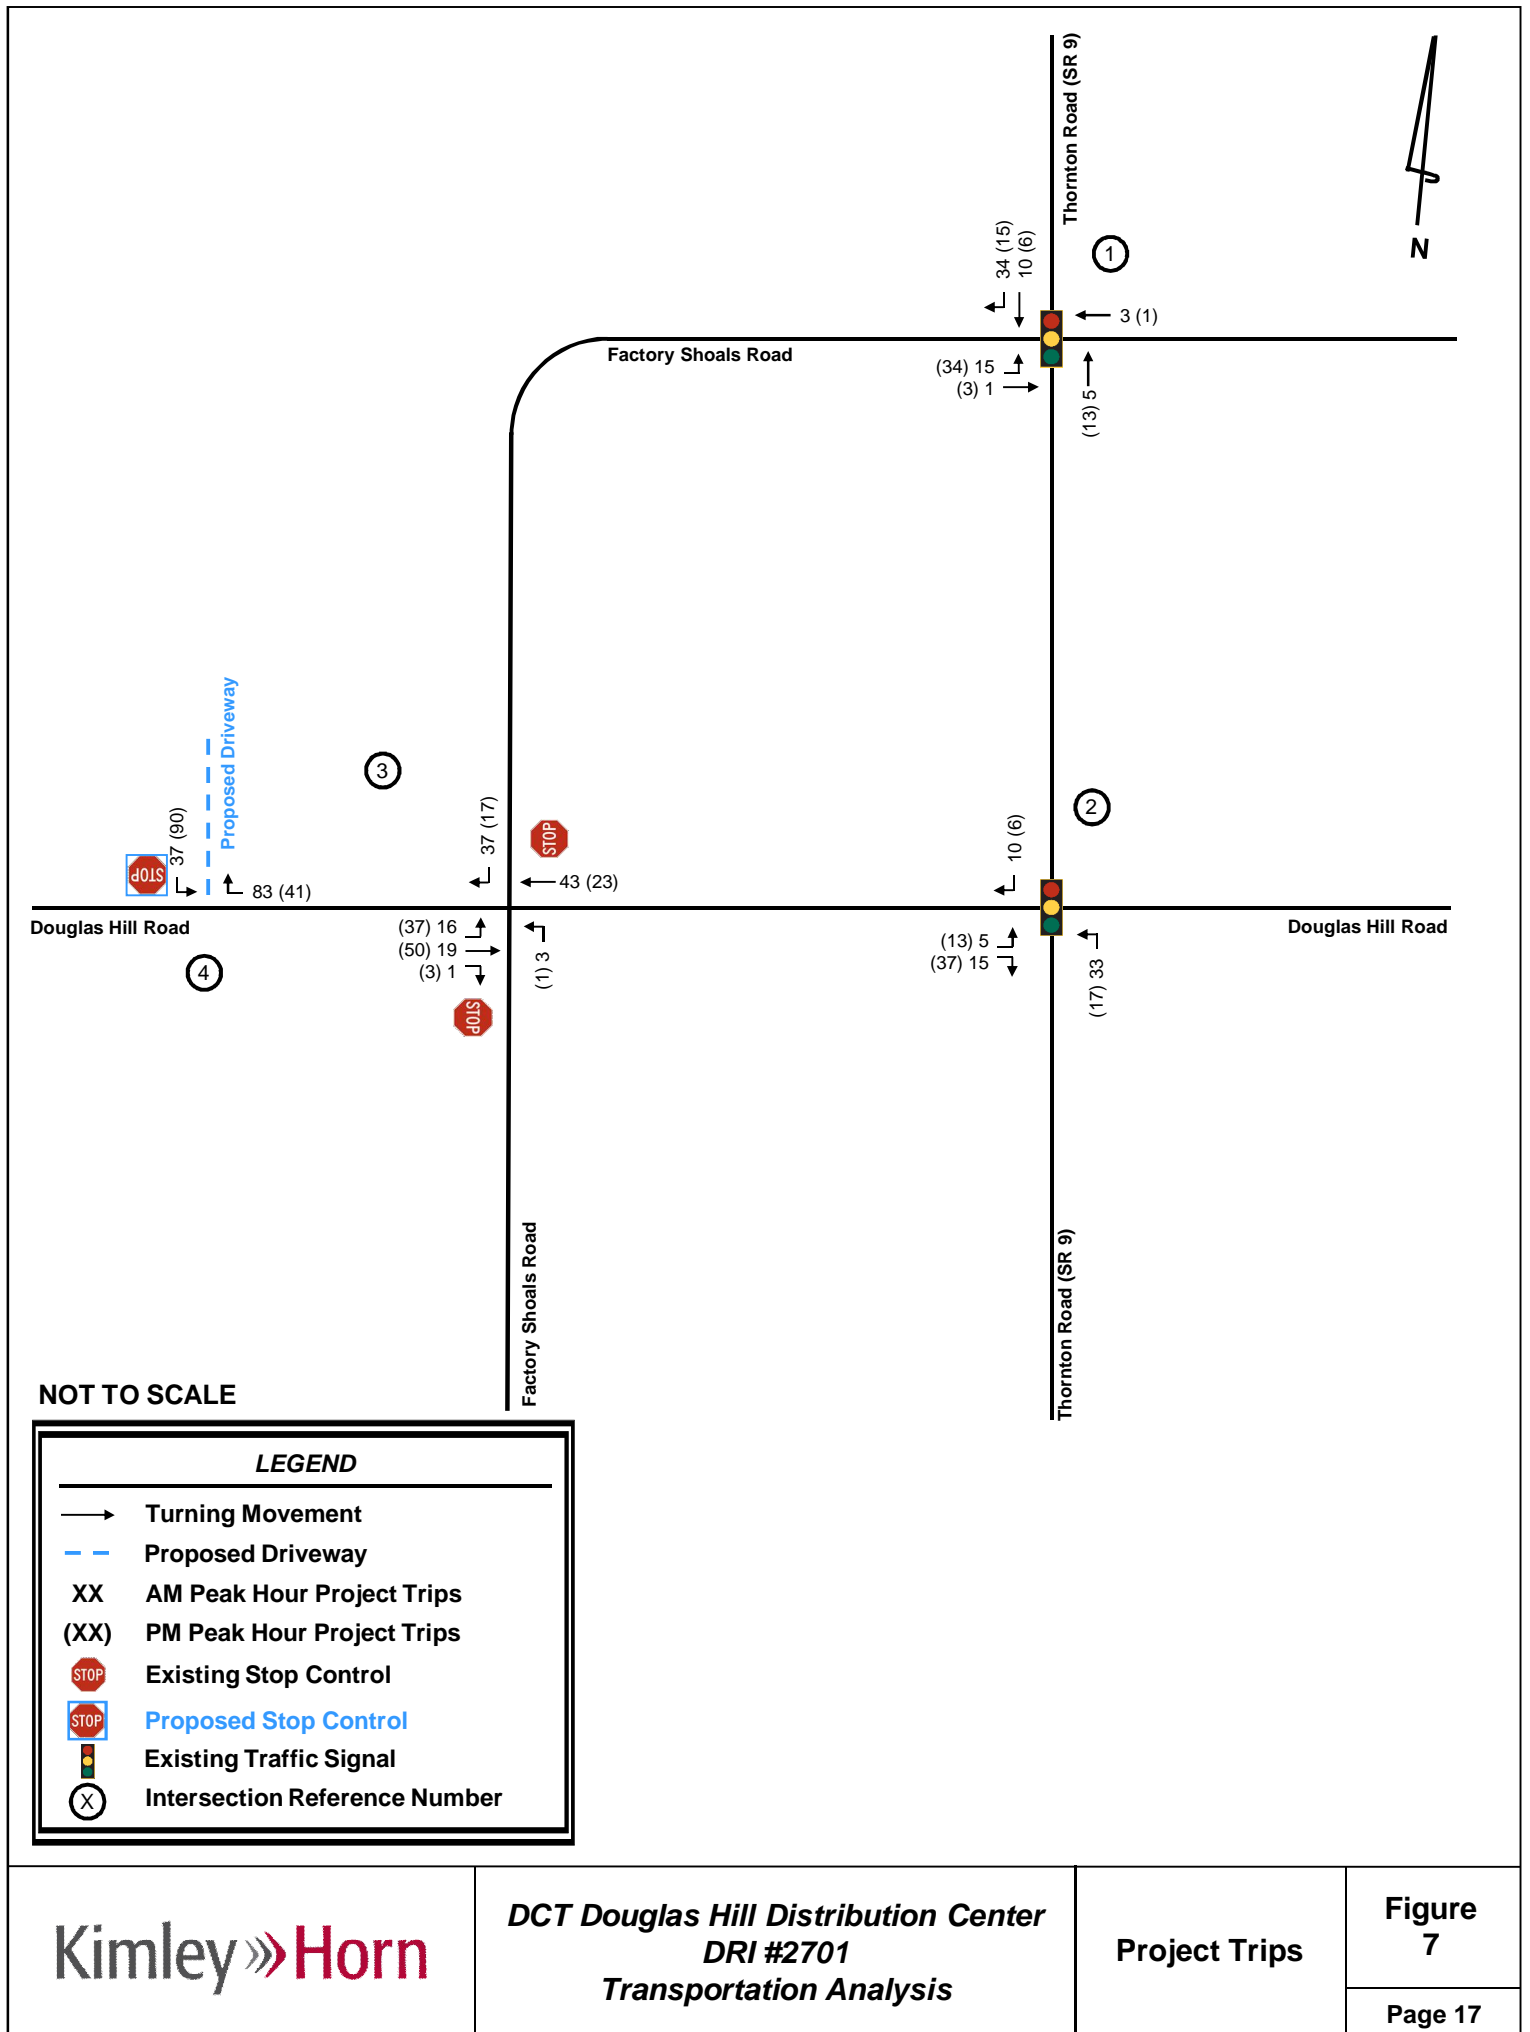 Thornton Road (SR 9)
N
34 (15)
10 (6)
1
3 (1)
Factory Shoals Road
(34) 15
(3) 1
(13) 5
Proposed Driveway
3
37 (90)
STOP
83 (41)
37 (17)
STOP
43 (23)
2
10 (6)
Douglas Hill Road
(37) 16
(50) 19
(3) 1
(1) 3
STOP
4
(13) 5
(37) 15
(17) 33
Douglas Hill Road
Factory Shoals Road
Thornton Road (SR 9)
NOT TO SCALE
LEGEND
Turning Movement
Proposed Driveway
XX AM Peak Hour Project Trips
(XX) PM Peak Hour Project Trips
STOP Existing Stop Control
STOP Proposed Stop Control
Existing Traffic Signal
X Intersection Reference Number
Kimley»Horn
DCT Douglas Hill Distribution Center
DRI #2701
Transportation Analysis
Project Trips
Figure
7
Page 17